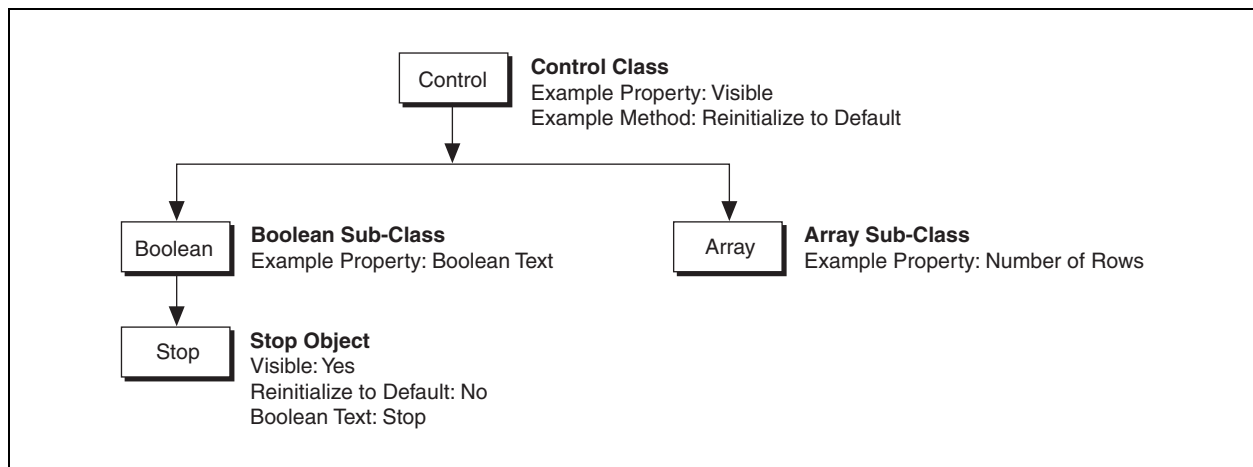 Control
Control Class
Example Property: Visible
Example Method: Reinitialize to Default
Boolean
Boolean Sub-Class
Example Property: Boolean Text
Array
Array Sub-Class
Example Property: Number of Rows
Stop
Stop Object
Visible: Yes
Reinitialize to Default: No
Boolean Text: Stop